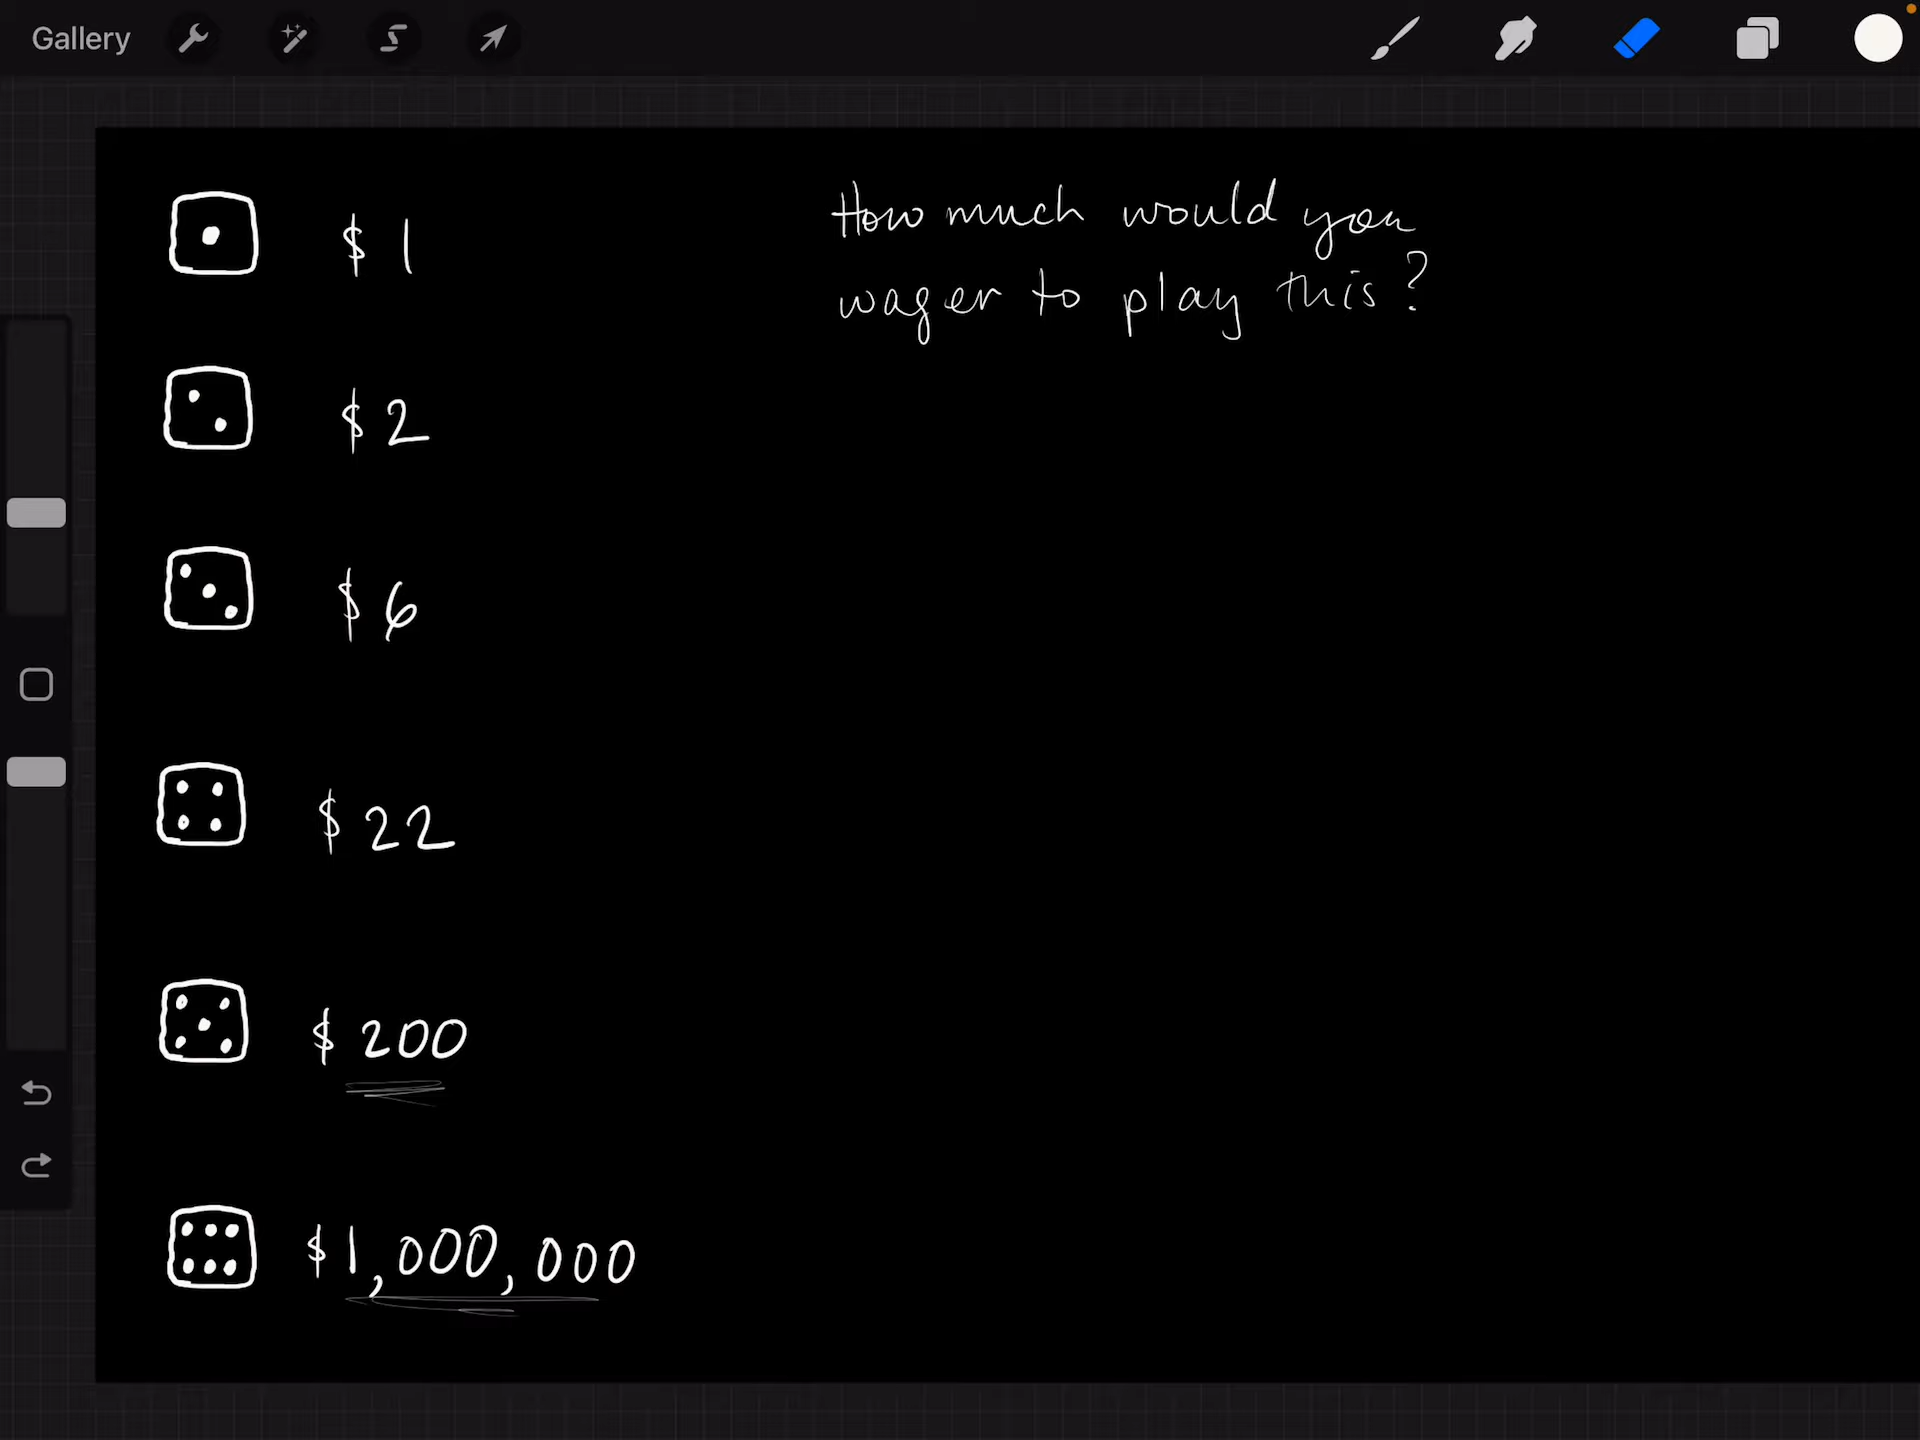 Gallery
How much would you
wager to play this?
$ 1
$ 2
$ 6
$ 22
$ 200
$ 1,000,000